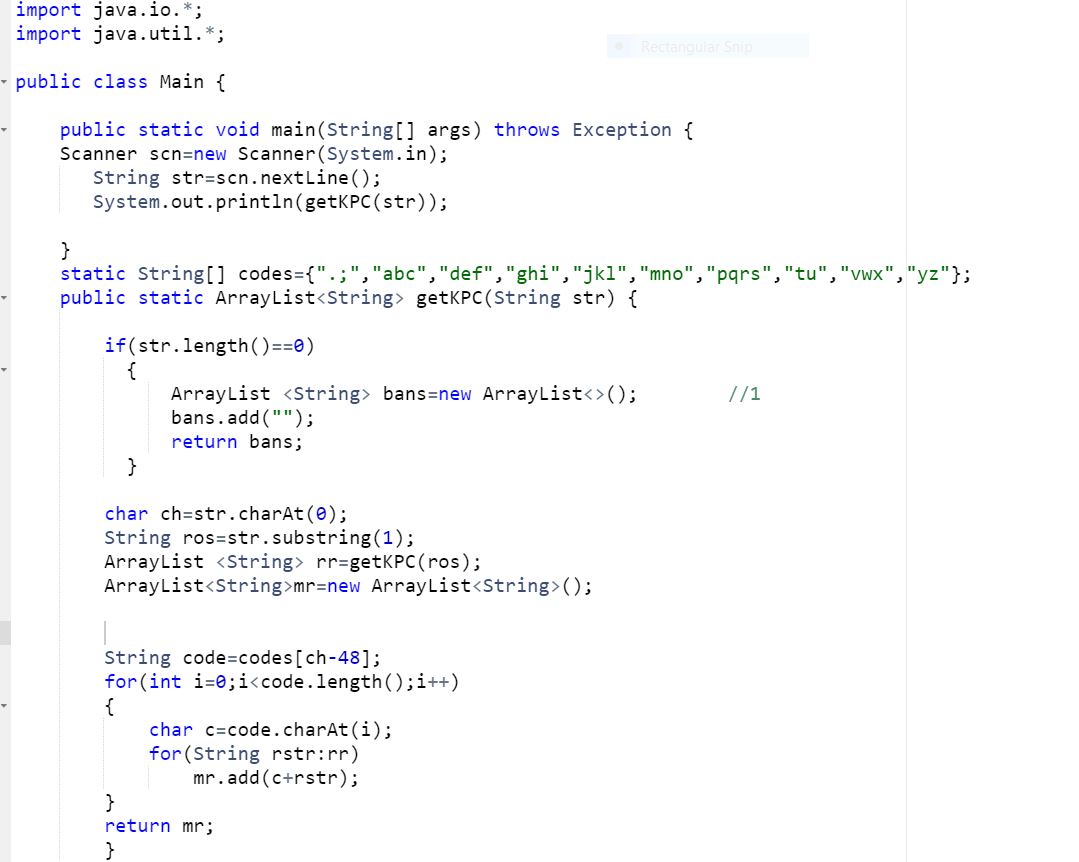 import java.io.*;
import java.util.*;
Rectangular Snip
public class Main {
public static void main(String[] args) throws Exception {
Scanner scn=new Scanner(System.in);
String str=scn.nextLine();
System.out.println(getKPC(str));
}
static String[] codes={".;","abc","def","ghi","jkl","mno","pqrs","tu","vwx","yz"};
public static ArrayList<String> getKPC(String str) {
if(str.length()==0)
{
ArrayList <String> bans=new ArrayList<>(); //1
bans.add("");
return bans;
}
char ch=str.charAt(0);
String ros=str.substring(1);
ArrayList <String> rr=getKPC(ros);
ArrayList<String>mr=new ArrayList<String>();
String code=codes[ch-48];
for(int i=0;i<code.length();i++)
{
char c=code.charAt(i);
for(String rstr:rr)
mr.add(c+rstr);
}
return mr;
}